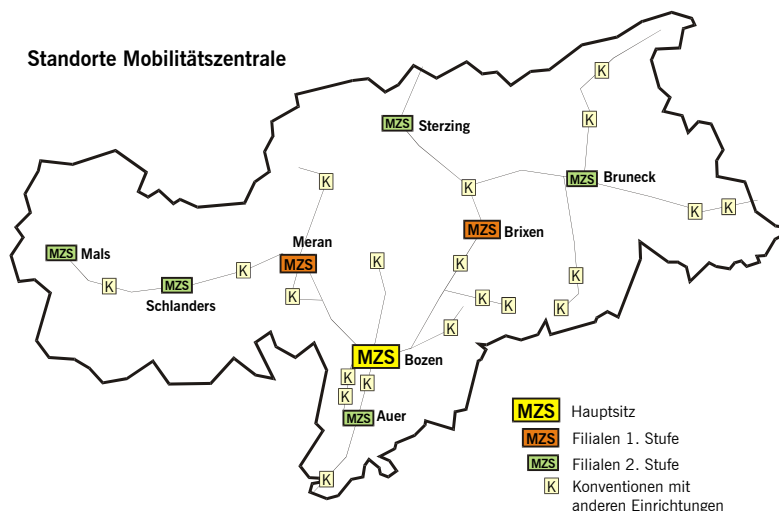 Standorte Mobilitätszentrale
K
K
MZS Sterzing
K
MZS Bruneck
K
K K
MZS Brixen
Meran
MZS
MZS Mals
K
K
K
K
K
MZS
Schlanders
K
K K
K
K
MZS Bozen
K
K
K
MZS Auer
K
MZS Hauptsitz
MZS Filialen 1. Stufe
MZS Filialen 2. Stufe
K Konventionen mit
anderen Einrichtungen